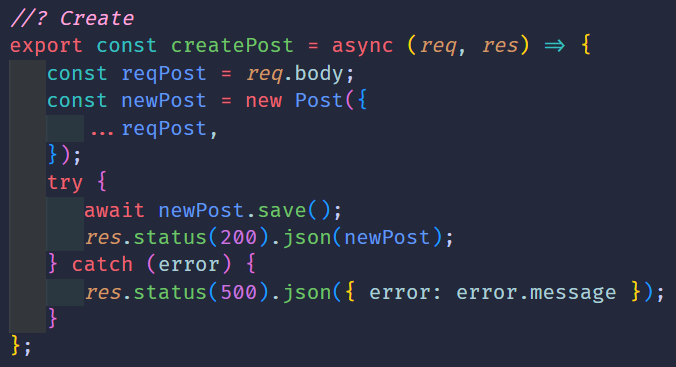 //? Create
export const createPost = async (req, res) => {
    const reqPost = req.body;
    const newPost = new Post({
        ...reqPost,
    });
    try {
        await newPost.save();
        res.status(200).json(newPost);
    } catch (error) {
        res.status(500).json({ error: error.message });
    }
};